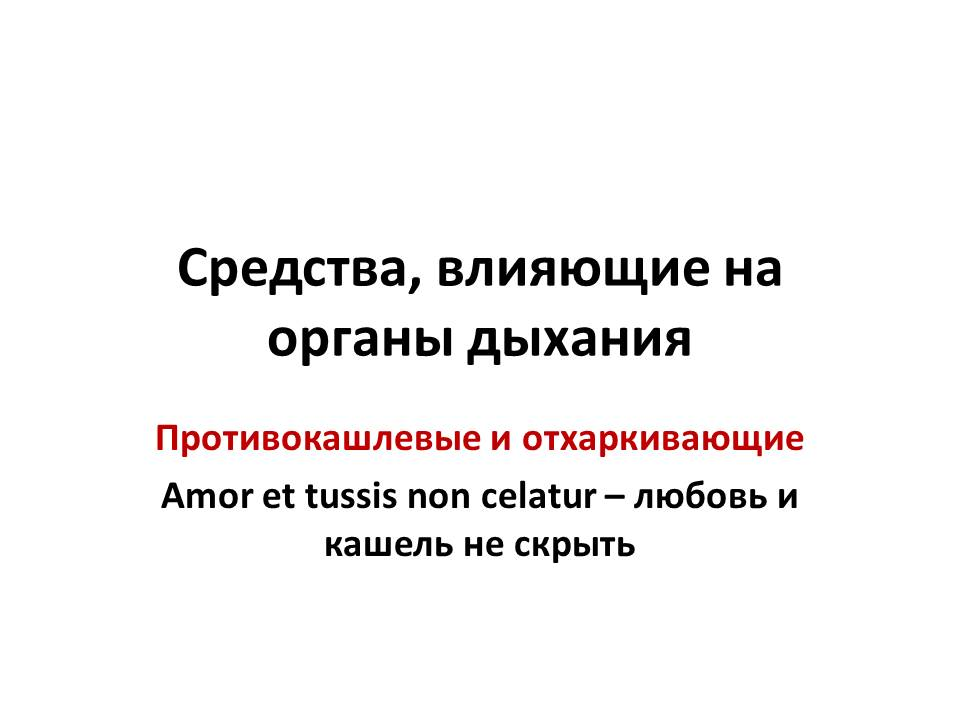 Средства, влияющие на
органы дыхания
Противокашлевые и отхаркивающие
Amor et tussis non celatur – любовь и
кашель не скрыть